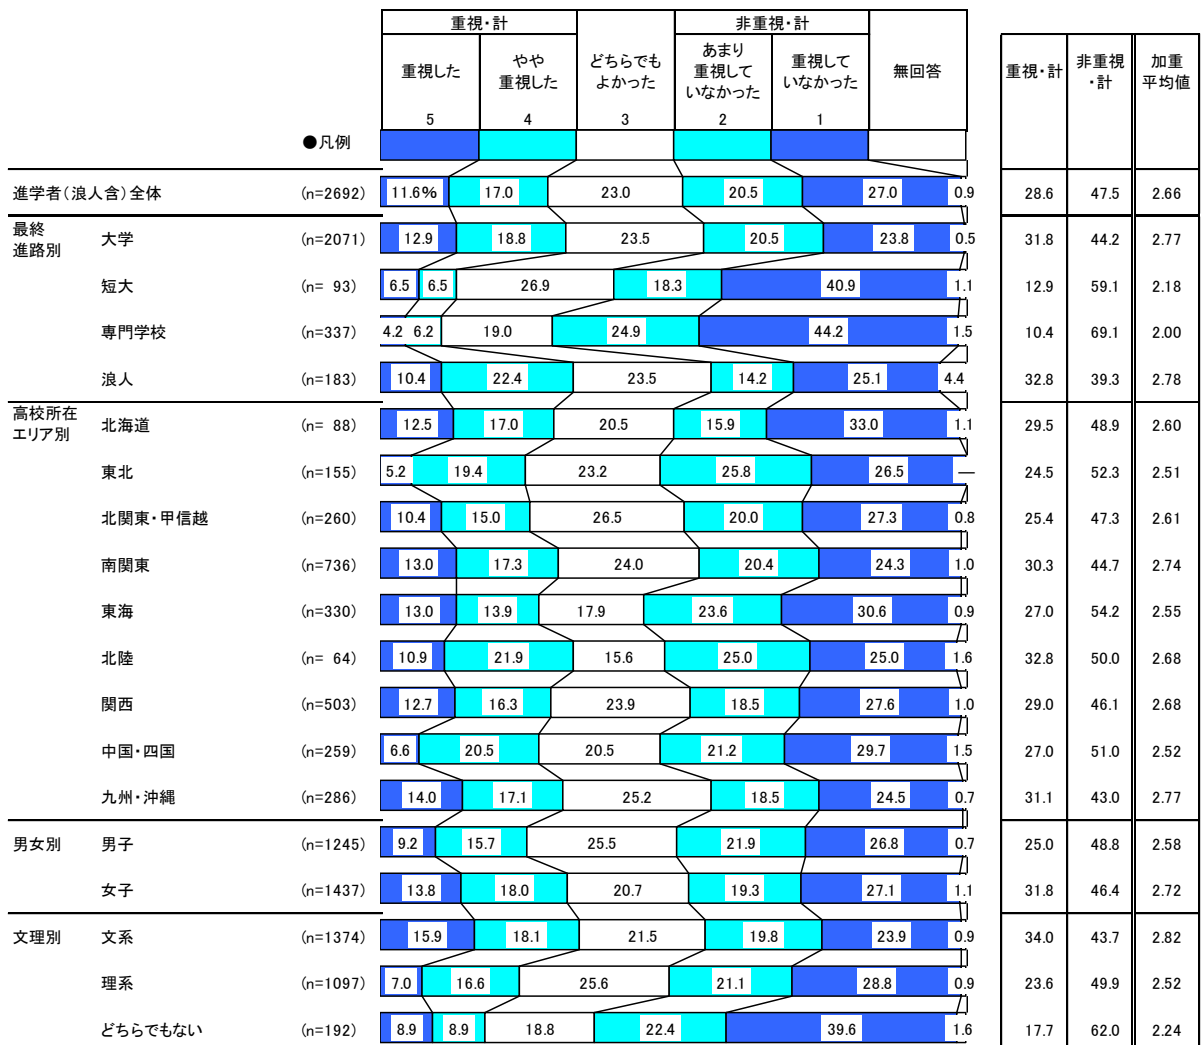 重視・計 非重視・計
重視した やや重視した どちらでもよかった あまり重視していなかった 重視していなかった 無回答 重視・計 非重視・計 加重平均値
5 4 3 2 1
●凡例
進学者(浪人含)全体 (n=2692) 11.6% 17.0 23.0 20.5 27.0 0.9 28.6 47.5 2.66
最終進路別 大学 (n=2071) 12.9 18.8 23.5 20.5 23.8 0.5 31.8 44.2 2.77
短大 (n= 93) 6.5 6.5 26.9 18.3 40.9 1.1 12.9 59.1 2.18
専門学校 (n=337) 4.2 6.2 19.0 24.9 44.2 1.5 10.4 69.1 2.00
浪人 (n=183) 10.4 22.4 23.5 14.2 25.1 4.4 32.8 39.3 2.78
高校所在エリア別 北海道 (n= 88) 12.5 17.0 20.5 15.9 33.0 1.1 29.5 48.9 2.60
東北 (n=155) 5.2 19.4 23.2 25.8 26.5 ― 24.5 52.3 2.51
北関東・甲信越 (n=260) 10.4 15.0 26.5 20.0 27.3 0.8 25.4 47.3 2.61
南関東 (n=736) 13.0 17.3 24.0 20.4 24.3 1.0 30.3 44.7 2.74
東海 (n=330) 13.0 13.9 17.9 23.6 30.6 0.9 27.0 54.2 2.55
北陸 (n= 64) 10.9 21.9 15.6 25.0 25.0 1.6 32.8 50.0 2.68
関西 (n=503) 12.7 16.3 23.9 18.5 27.6 1.0 29.0 46.1 2.68
中国・四国 (n=259) 6.6 20.5 20.5 21.2 29.7 1.5 27.0 51.0 2.52
九州・沖縄 (n=286) 14.0 17.1 25.2 18.5 24.5 0.7 31.1 43.0 2.77
男女別 男子 (n=1245) 9.2 15.7 25.5 21.9 26.8 0.7 25.0 48.8 2.58
女子 (n=1437) 13.8 18.0 20.7 19.3 27.1 1.1 31.8 46.4 2.72
文理別 文系 (n=1374) 15.9 18.1 21.5 19.8 23.9 0.9 34.0 43.7 2.82
理系 (n=1097) 7.0 16.6 25.6 21.1 28.8 0.9 23.6 49.9 2.52
どちらでもない (n=192) 8.9 8.9 18.8 22.4 39.6 1.6 17.7 62.0 2.24